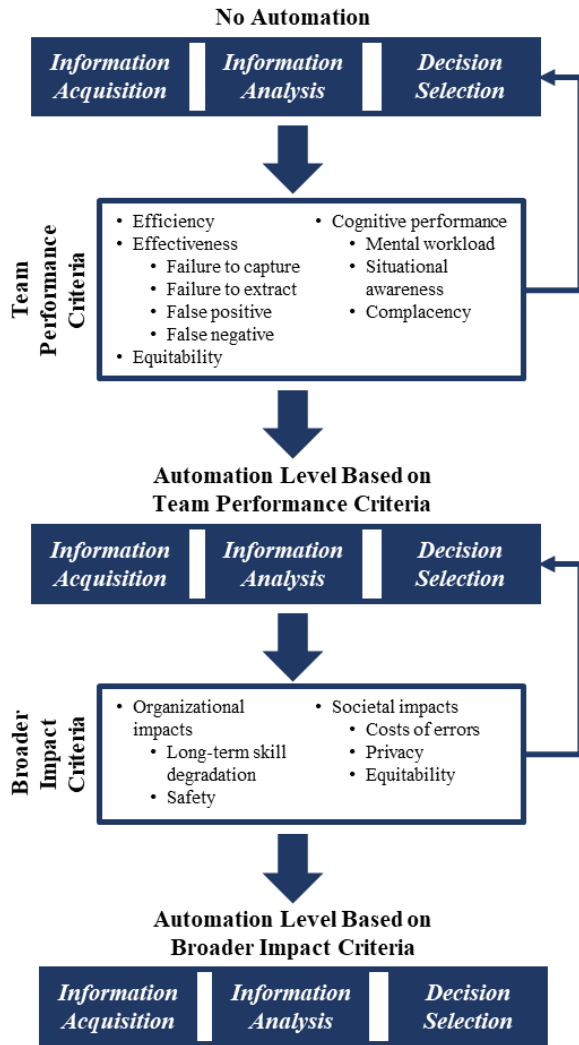 No Automation
Information
Acquisition
Information
Analysis
Decision
Selection
Team
Performance
Criteria
• Efficiency
• Effectiveness
• Failure to capture
• Failure to extract
• False positive
• False negative
• Equitability
• Cognitive performance
• Mental workload
• Situational
awareness
• Complacency
Automation Level Based on
Team Performance Criteria
Information
Acquisition
Information
Analysis
Decision
Selection
Broader
Impact
Criteria
• Organizational
impacts
• Long-term skill
degradation
• Safety
• Societal impacts
• Costs of errors
• Privacy
• Equitability
Automation Level Based on
Broader Impact Criteria
Information
Acquisition
Information
Analysis
Decision
Selection